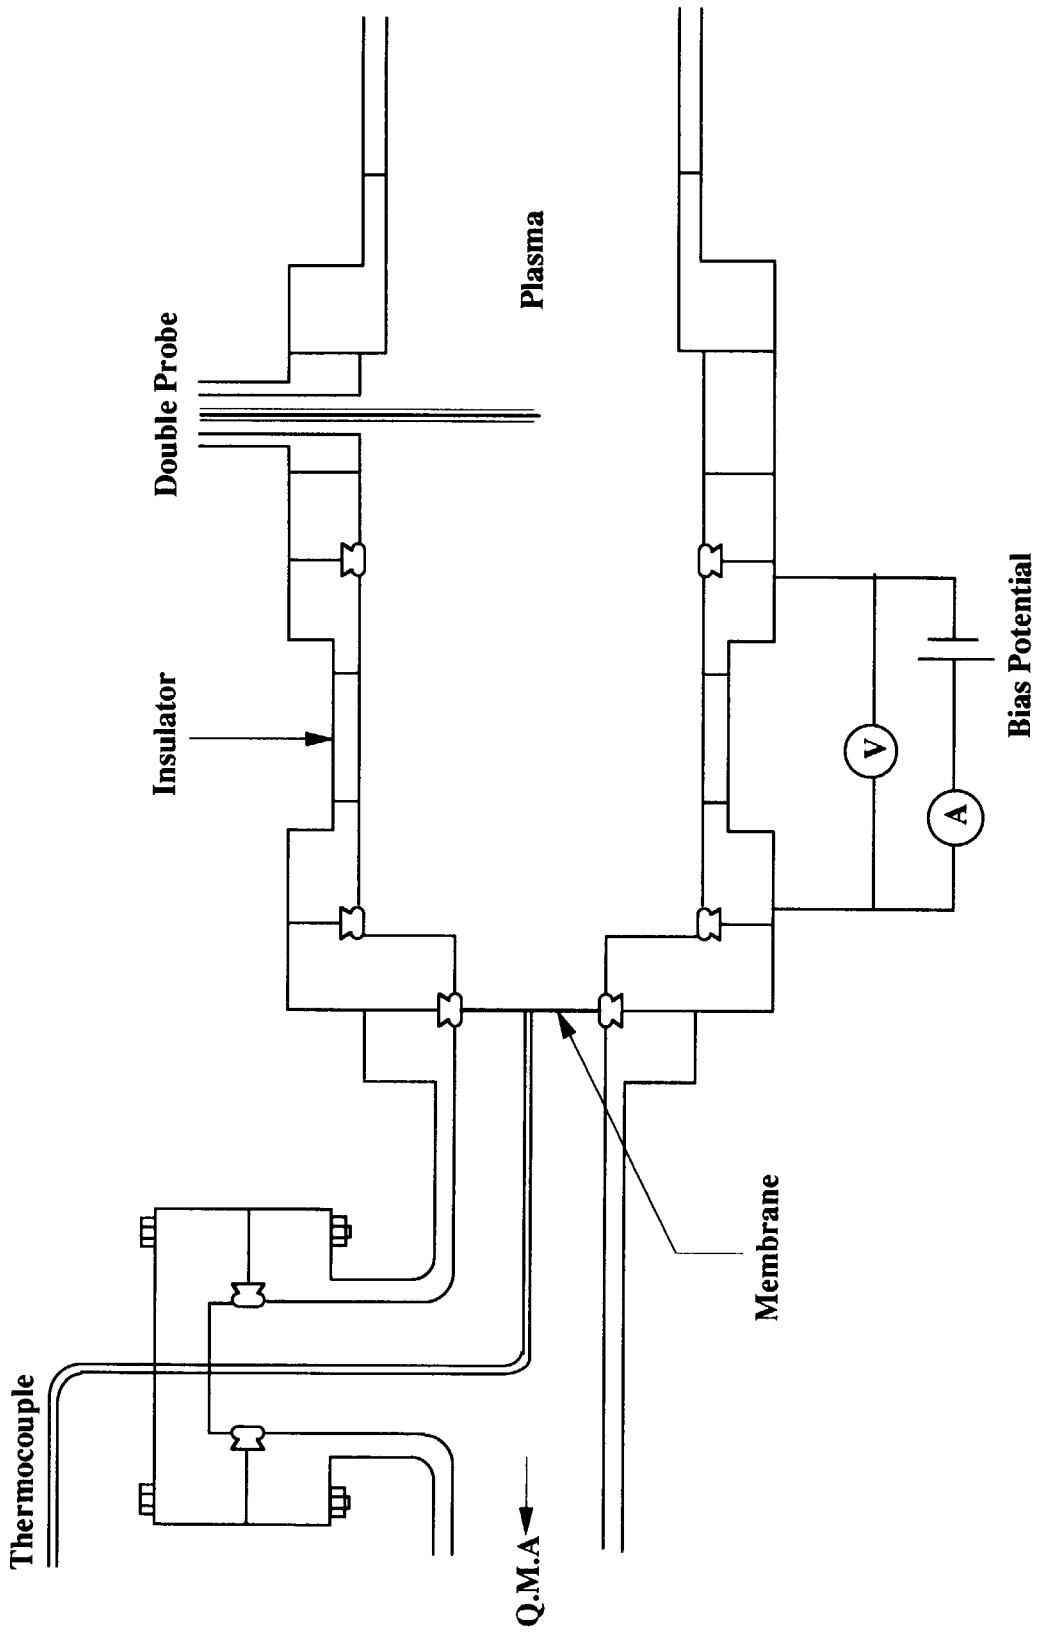 Thermocouple
Insulator
Double Probe
Plasma
Q.M.A
Membrane
V
A
Bias Potential